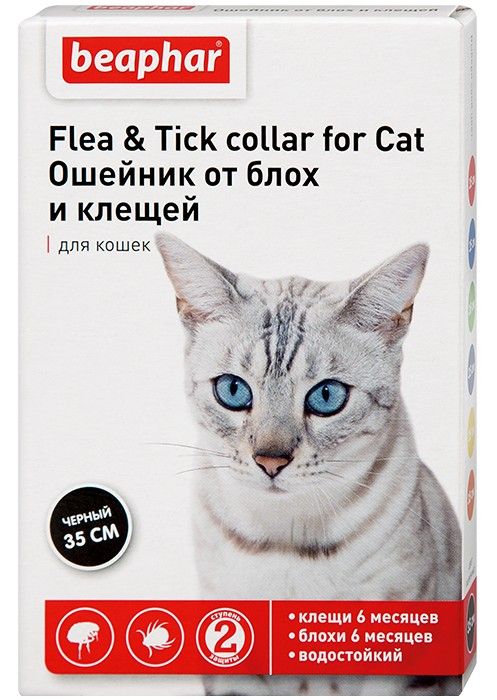 beaphar
Flea & Tick collar for Cat
Ошейник от блох
и клещей
для кошек
ЧЕРНЫЙ
35 СМ
СТУПЕНЬ
2
ЗАЩИТЫ
• клещи 6 месяцев
• блохи 6 месяцев
• водостойкий